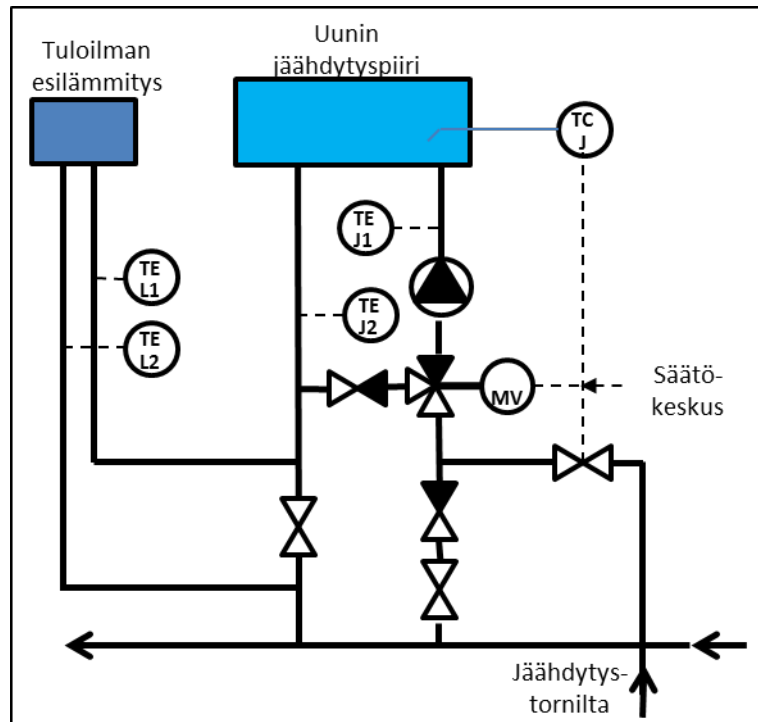 Tuloilman
esilämmitys
Uunin
jäähdytyspiiri
TC
J
TE
J1
TE
L1
TE
J2
TE
L2
MV
Säätö-
keskus
Jäähdytys-
tornilta